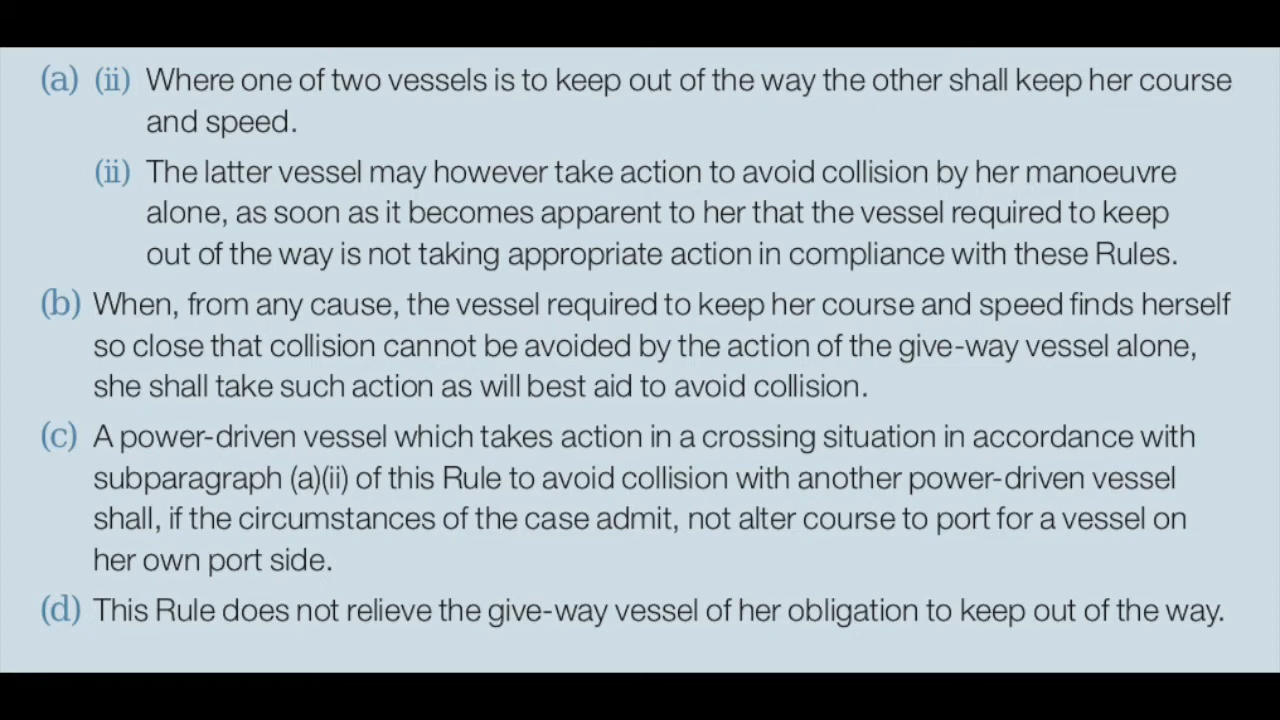 (a) (ii) Where one of two vessels is to keep out of the way the other shall keep her course
and speed.
(ii) The latter vessel may however take action to avoid collision by her manoeuvre
alone, as soon as it becomes apparent to her that the vessel required to keep
out of the way is not taking appropriate action in compliance with these Rules.
(b) When, from any cause, the vessel required to keep her course and speed finds herself
so close that collision cannot be avoided by the action of the give-way vessel alone,
she shall take such action as will best aid to avoid collision.
(c) A power-driven vessel which takes action in a crossing situation in accordance with
subparagraph (a)(ii) of this Rule to avoid collision with another power-driven vessel
shall, if the circumstances of the case admit, not alter course to port for a vessel on
her own port side.
(d) This Rule does not relieve the give-way vessel of her obligation to keep out of the way.